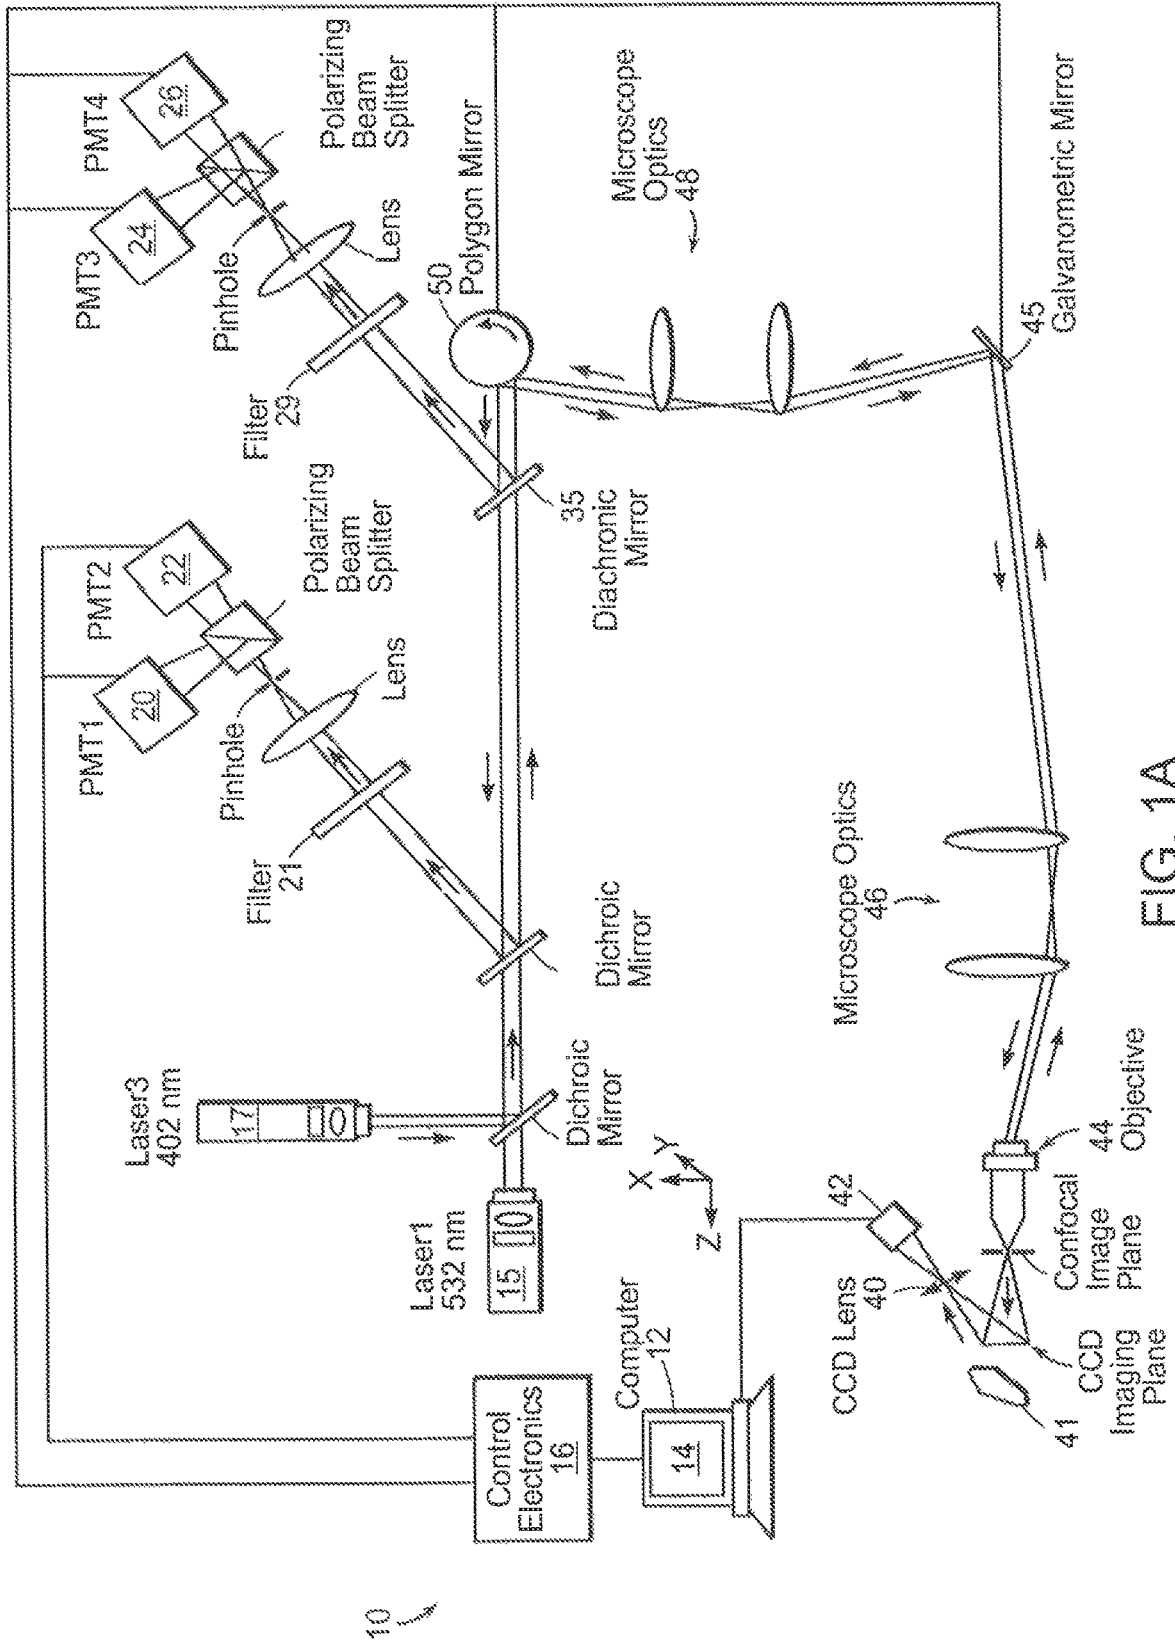 10
Control
Electronics
16
Computer
12
14
Laser1
532 nm
15
Laser3
402 nm
17
Dichroic
Mirror
X
Y
Z
Dichroic
Mirror
Filter
21
Pinhole
Lens
PMT1
20
PMT2
22
Polarizing
Beam
Splitter
35
Diachronic
Mirror
Filter
29
Pinhole
Lens
PMT3
24
PMT4
26
Polarizing
Beam
Splitter
50
Polygon Mirror
Microscope
Optics
48
45
Galvanometric Mirror
Microscope Optics
46
44
Objective
Confocal
Image
Plane
CCD
Imaging
Plane
CCD Lens
40
42
41
FIG. 1A